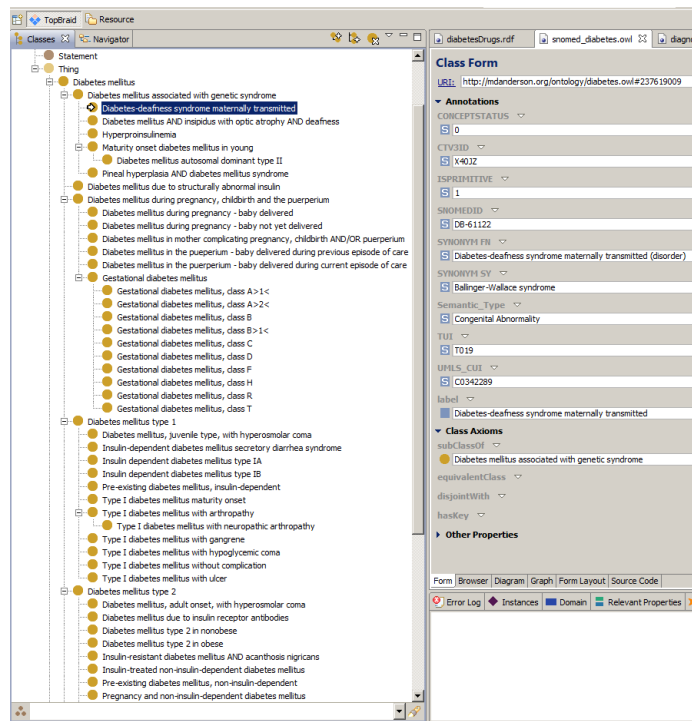 TopBraid
Resource
Classes
Navigator
Statement
Thing
Diabetes mellitus
Diabetes mellitus associated with genetic syndrome
Diabetes-deafness syndrome maternally transmitted
Diabetes mellitus AND insipidus with optic atrophy AND deafness
Hyperproinsulinemia
Maturity onset diabetes mellitus in young
Diabetes mellitus autosomal dominant type II
Pineal hyperplasia AND diabetes mellitus syndrome
Diabetes mellitus due to structurally abnormal insulin
Diabetes mellitus during pregnancy, childbirth and the puerperium
Diabetes mellitus during pregnancy - baby delivered
Diabetes mellitus during pregnancy - baby not yet delivered
Diabetes mellitus in mother complicating pregnancy, childbirth AND/OR puerperium
Diabetes mellitus in the pueperium - baby delivered during previous episode of care
Diabetes mellitus in the puerperium - baby delivered during current episode of care
Gestational diabetes mellitus
Gestational diabetes mellitus, class A>1<
Gestational diabetes mellitus, class A>2<
Gestational diabetes mellitus, class B
Gestational diabetes mellitus, class B>1<
Gestational diabetes mellitus, class C
Gestational diabetes mellitus, class D
Gestational diabetes mellitus, class F
Gestational diabetes mellitus, class H
Gestational diabetes mellitus, class R
Gestational diabetes mellitus, class T
Diabetes mellitus type 1
Diabetes mellitus, juvenile type, with hyperosmolar coma
Insulin-dependent diabetes mellitus secretory diarrhea syndrome
Insulin dependent diabetes mellitus type IA
Insulin dependent diabetes mellitus type IB
Pre-existing diabetes mellitus, insulin-dependent
Type I diabetes mellitus maturity onset
Type I diabetes mellitus with arthropathy
Type I diabetes mellitus with neuropathic arthropathy
Type I diabetes mellitus with gangrene
Type I diabetes mellitus with hypoglycemic coma
Type I diabetes mellitus without complication
Type I diabetes mellitus with ulcer
Diabetes mellitus type 2
Diabetes mellitus, adult onset, with hyperosmolar coma
Diabetes mellitus due to insulin receptor antibodies
Diabetes mellitus type 2 in nonobese
Diabetes mellitus type 2 in obese
Insulin-resistant diabetes mellitus AND acanthosis nigricans
Insulin-treated non-insulin-dependent diabetes mellitus
Pre-existing diabetes mellitus, non-insulin-dependent
Pregnancy and non-insulin-dependent diabetes mellitus
diabetesDrugs.rdf
snomed_diabetes.owl
diagn
Class Form
URI: http://mdanderson.org/ontology/diabetes.owl#237619009
Annotations
CONCEPTSTATUS
S 0
CTV3ID
S X40JZ
ISPRIMITIVE
S 1
SNOMEDID
S DB-61122
SYNONYM FN
S Diabetes-deafness syndrome maternally transmitted (disorder)
SYNONYM SY
S Ballinger-Wallace syndrome
Semantic_Type
S Congenital Abnormality
TUI
S T019
UMLS_CUI
S C0342289
label
Diabetes-deafness syndrome maternally transmitted
Class Axioms
subClassOf
Diabetes mellitus associated with genetic syndrome
equivalentClass
disjointWith
hasKey
Other Properties
Form Browser Diagram Graph Form Layout Source Code
Error Log Instances Domain Relevant Properties